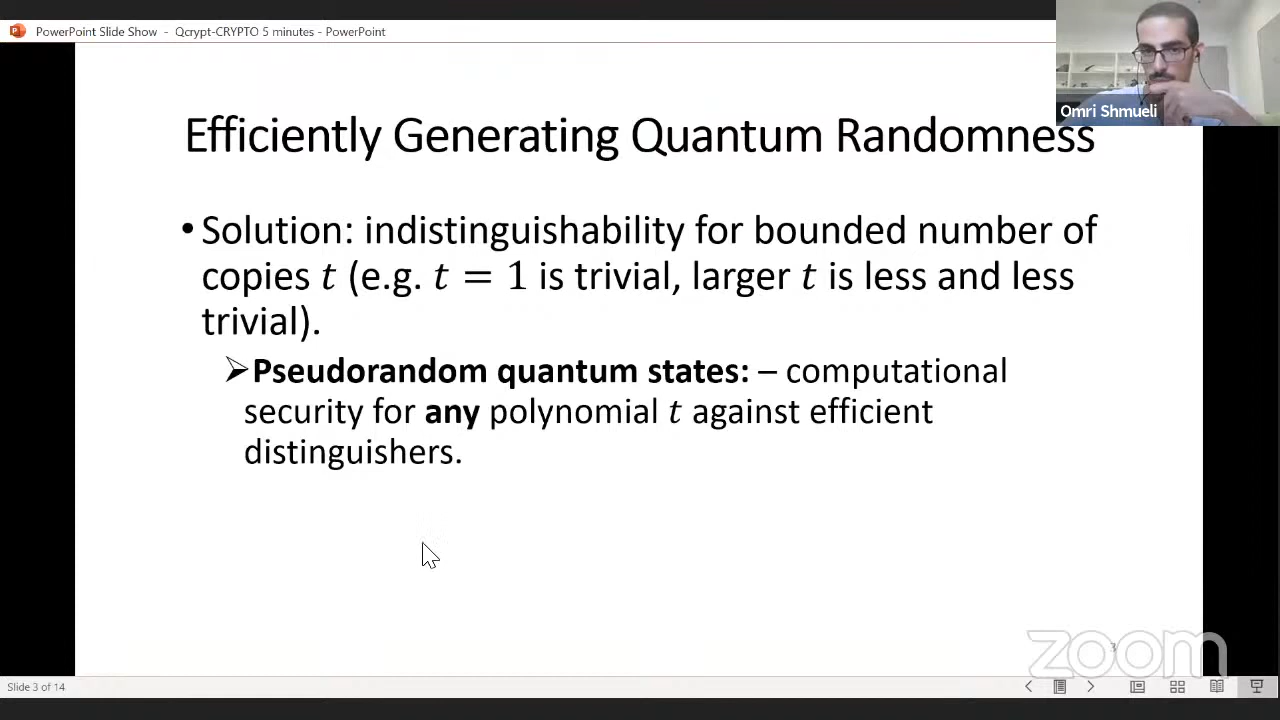 PowerPoint Slide Show - Qcrypt-CRYPTO 5 minutes - PowerPoint
Omri Shmueli
Efficiently Generating Quantum Randomness
• Solution: indistinguishability for bounded number of
copies t (e.g. t = 1 is trivial, larger t is less and less
trivial).
➢Pseudorandom quantum states: – computational
security for any polynomial t against efficient
distinguishers.
3
zoom
Slide 3 of 14